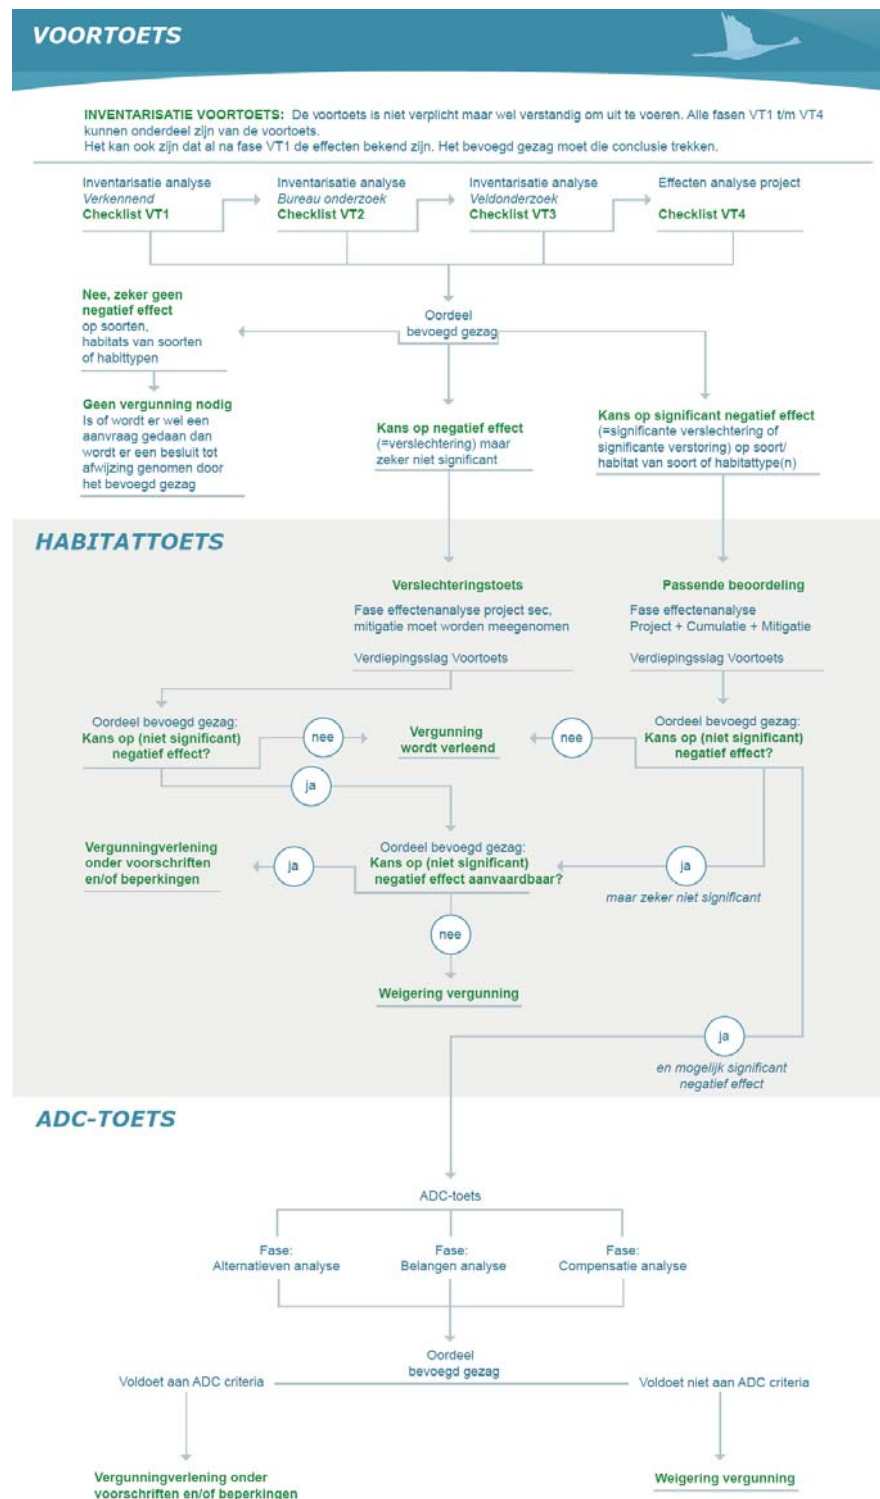 VOORTOETS
INVENTARISATIE VOORTOETS: De voortoets is niet verplicht maar wel verstandig om uit te voeren. Alle fasen VT1 t/m VT4
kunnen onderdeel zijn van de voortoets.
Het kan ook zijn dat al na fase VT1 de effecten bekend zijn. Het bevoegd gezag moet die conclusie trekken.
Inventarisatie analyse
Verkennend
Checklist VT1
Inventarisatie analyse
Bureau onderzoek
Checklist VT2
Inventarisatie analyse
Veldonderzoek
Checklist VT3
Effecten analyse project
Checklist VT4
Nee, zeker geen
negatief effect
op soorten,
habitats van soorten
of habittypen
Oordeel
bevoegd gezag
Geen vergunning nodig
Is of wordt er wel een
aanvraag gedaan dan
wordt er een besluit tot
afwijzing genomen door
het bevoegd gezag
Kans op negatief effect
(=verslechtering) maar
zeker niet significant
Kans op significant negatief effect
(=significante verslechtering of
significante verstoring) op soort/
habitat van soort of habitattype(n)
HABITATTOETS
Verslechteringstoets
Fase effectenanalyse project sec,
mitigatie moet worden meegenomen
Verdiepingsslag Voortoets
Passende beoordeling
Fase effectenanalyse
Project + Cumulatie + Mitigatie
Verdiepingsslag Voortoets
Oordeel bevoegd gezag:
Kans op (niet significant)
negatief effect?
nee
Vergunning
wordt verleend
nee
Oordeel bevoegd gezag:
Kans op (niet significant)
negatief effect?
ja
Vergunningverlening
onder voorschriften
en/of beperkingen
ja
Oordeel bevoegd gezag:
Kans op (niet significant)
negatief effect aanvaardbaar?
ja
maar zeker niet significant
nee
Weigering vergunning
ja
en mogelijk significant
negatief effect
ADC-TOETS
ADC-toets
Fase:
Alternatieven analyse
Fase:
Belangen analyse
Fase:
Compensatie analyse
Oordeel
bevoegd gezag
Voldoet aan ADC criteria
Voldoet niet aan ADC criteria
Vergunningverlening onder
voorschriften en/of beperkingen
Weigering vergunning